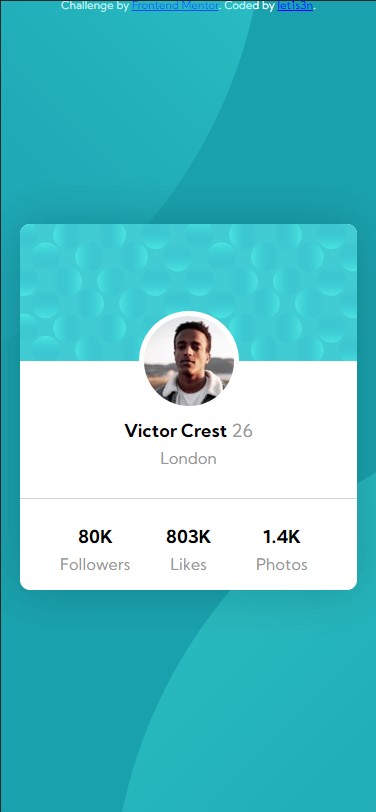 Challenge by Frontend Mentor. Coded by let1s3n.
Victor Crest 26
London
80K 803K 1.4K
Followers Likes Photos